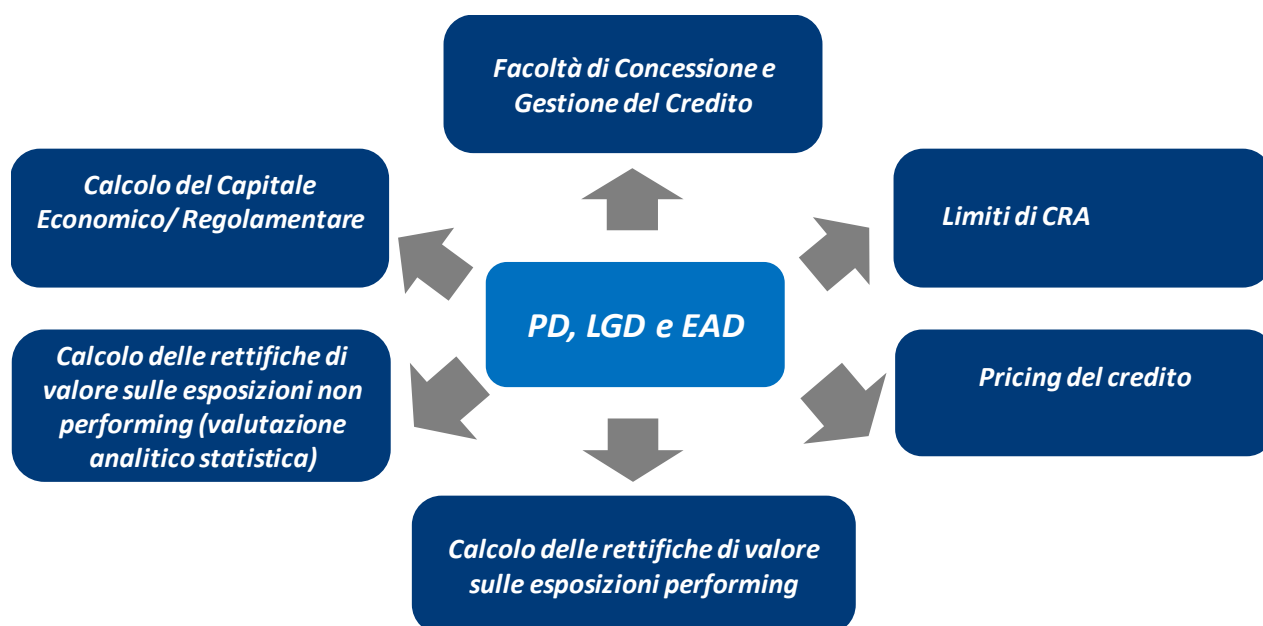 Facoltà di Concessione e
Gestione del Credito
Calcolo del Capitale
Economico/ Regolamentare
Limiti di CRA
PD, LGD e EAD
Calcolo delle rettifiche di
valore sulle esposizioni non
performing (valutazione
analitico statistica)
Pricing del credito
Calcolo delle rettifiche di valore
sulle esposizioni performing